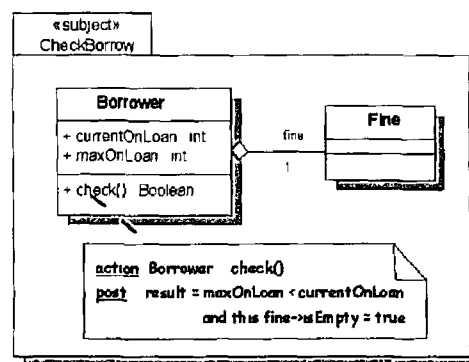 «subject»
CheckBorrow
Borrower
+ currentOnLoan int
+ maxOnLoan int
+ check() Boolean
fine
1
Fine
action Borrower check()
post result = maxOnLoan < currentOnLoan
and this fine->isEmpty = true